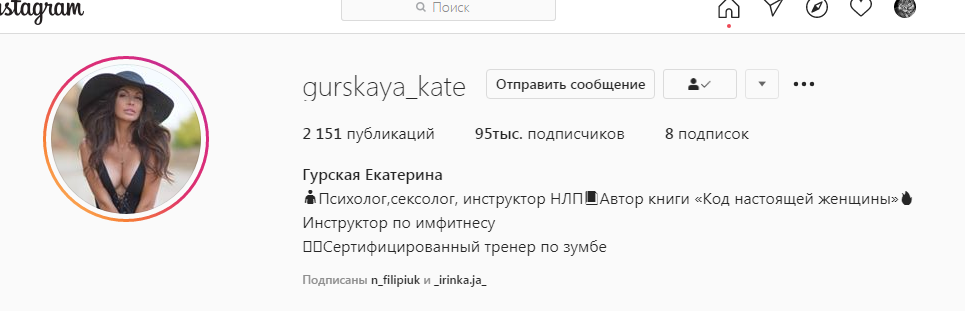 nstagram
Поиск
gurskaya_kate Отправить сообщение
2 151 публикаций 95тыс. подписчиков 8 подписок
Гурская Екатерина
Психолог,сексолог, инструктор НЛП Автор книги «Код настоящей женщины»
Инструктор по имфитнесу
Сертифицированный тренер по зумбе
Подписаны n_filipiuk и _irinka.ja_